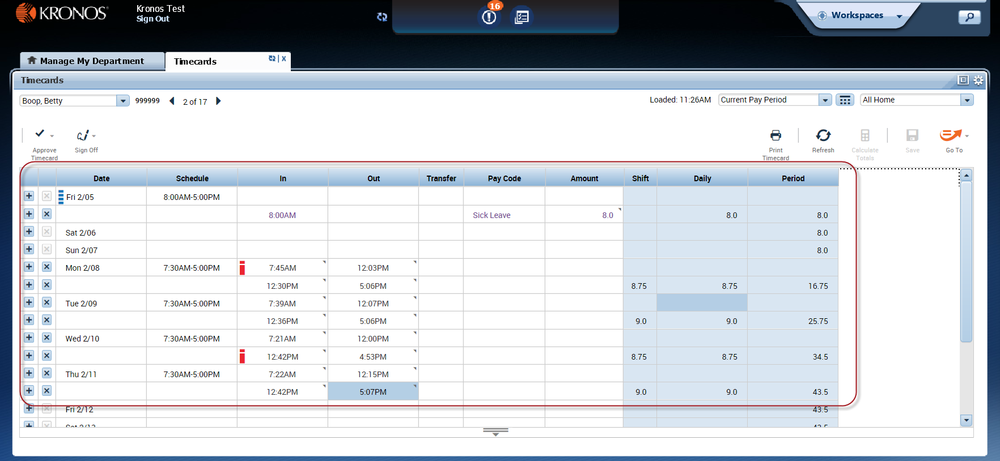 KRONOS
Kronos Test
Sign Out
16
Workspaces
Manage My Department
Timecards
X
Timecards
Boop, Betty 999999 2 of 17 Loaded: 11:26AM Current Pay Period All Home
Approve Timecard
Sign Off
Print Timecard
Refresh
Calculate Totals
Save
Go To
Date Schedule In Out Transfer Pay Code Amount Shift Daily Period
Fri 2/05 8:00AM-5:00PM
8:00AM Sick Leave 8.0 8.0 8.0
Sat 2/06 8.0
Sun 2/07 8.0
Mon 2/08 7:30AM-5:00PM 7:45AM 12:03PM
12:30PM 5:06PM 8.75 8.75 16.75
Tue 2/09 7:30AM-5:00PM 7:39AM 12:07PM
12:36PM 5:06PM 9.0 9.0 25.75
Wed 2/10 7:30AM-5:00PM 7:21AM 12:00PM
12:42PM 4:53PM 8.75 8.75 34.5
Thu 2/11 7:30AM-5:00PM 7:22AM 12:15PM
12:42PM 5:07PM 9.0 9.0 43.5
Fri 2/12 43.5